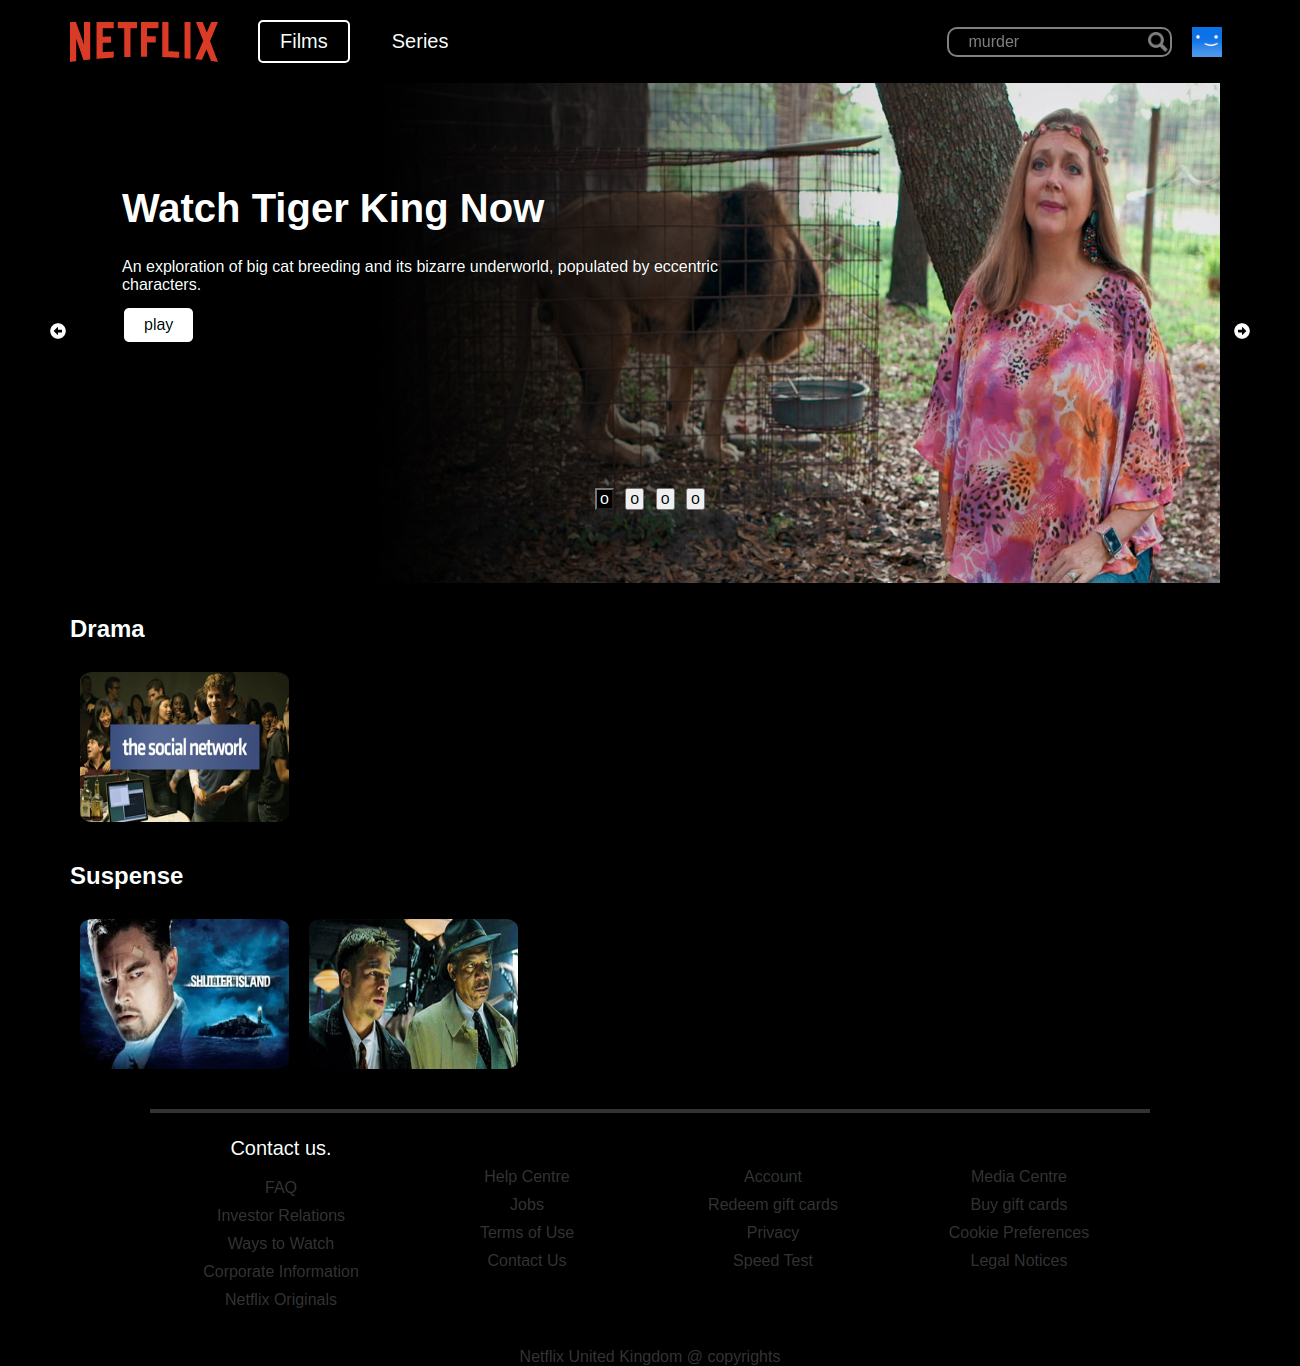 NETFLIX
Films
Series
murder
Watch Tiger King Now
An exploration of big cat breeding and its bizarre underworld, populated by eccentric
characters.
play
o o o o
Drama
the social network
Suspense
SHUTTER ISLAND
Contact us.
FAQ
Investor Relations
Ways to Watch
Corporate Information
Netflix Originals
Help Centre
Jobs
Terms of Use
Contact Us
Account
Redeem gift cards
Privacy
Speed Test
Media Centre
Buy gift cards
Cookie Preferences
Legal Notices
Netflix United Kingdom @ copyrights